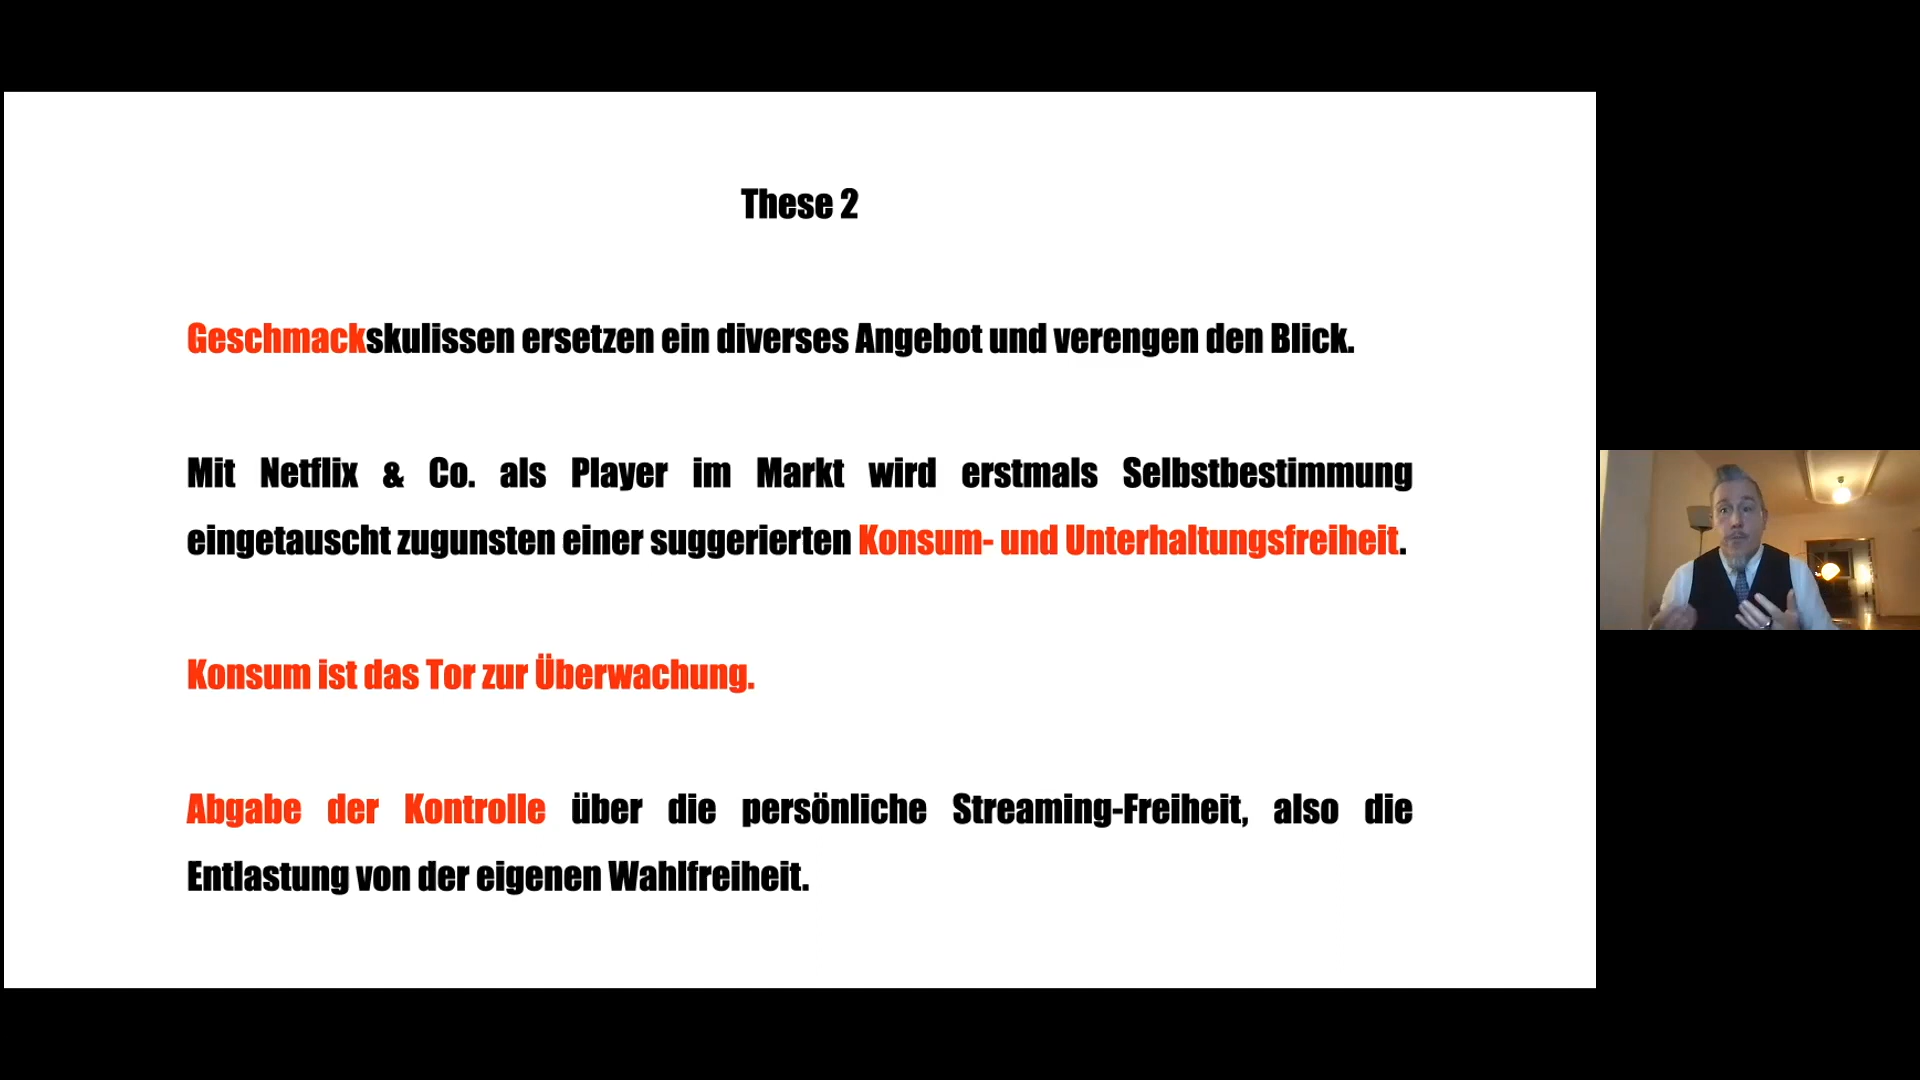 These 2
Geschmackskulissen ersetzen ein diverses Angebot und verengen den Blick.
Mit Netflix & Co. als Player im Markt wird erstmals Selbstbestimmung
eingetauscht zugunsten einer suggerierten Konsum- und Unterhaltungsfreiheit.
Konsum ist das Tor zur Überwachung.
Abgabe der Kontrolle über die persönliche Streaming-Freiheit, also die
Entlastung von der eigenen Wahlfreiheit.